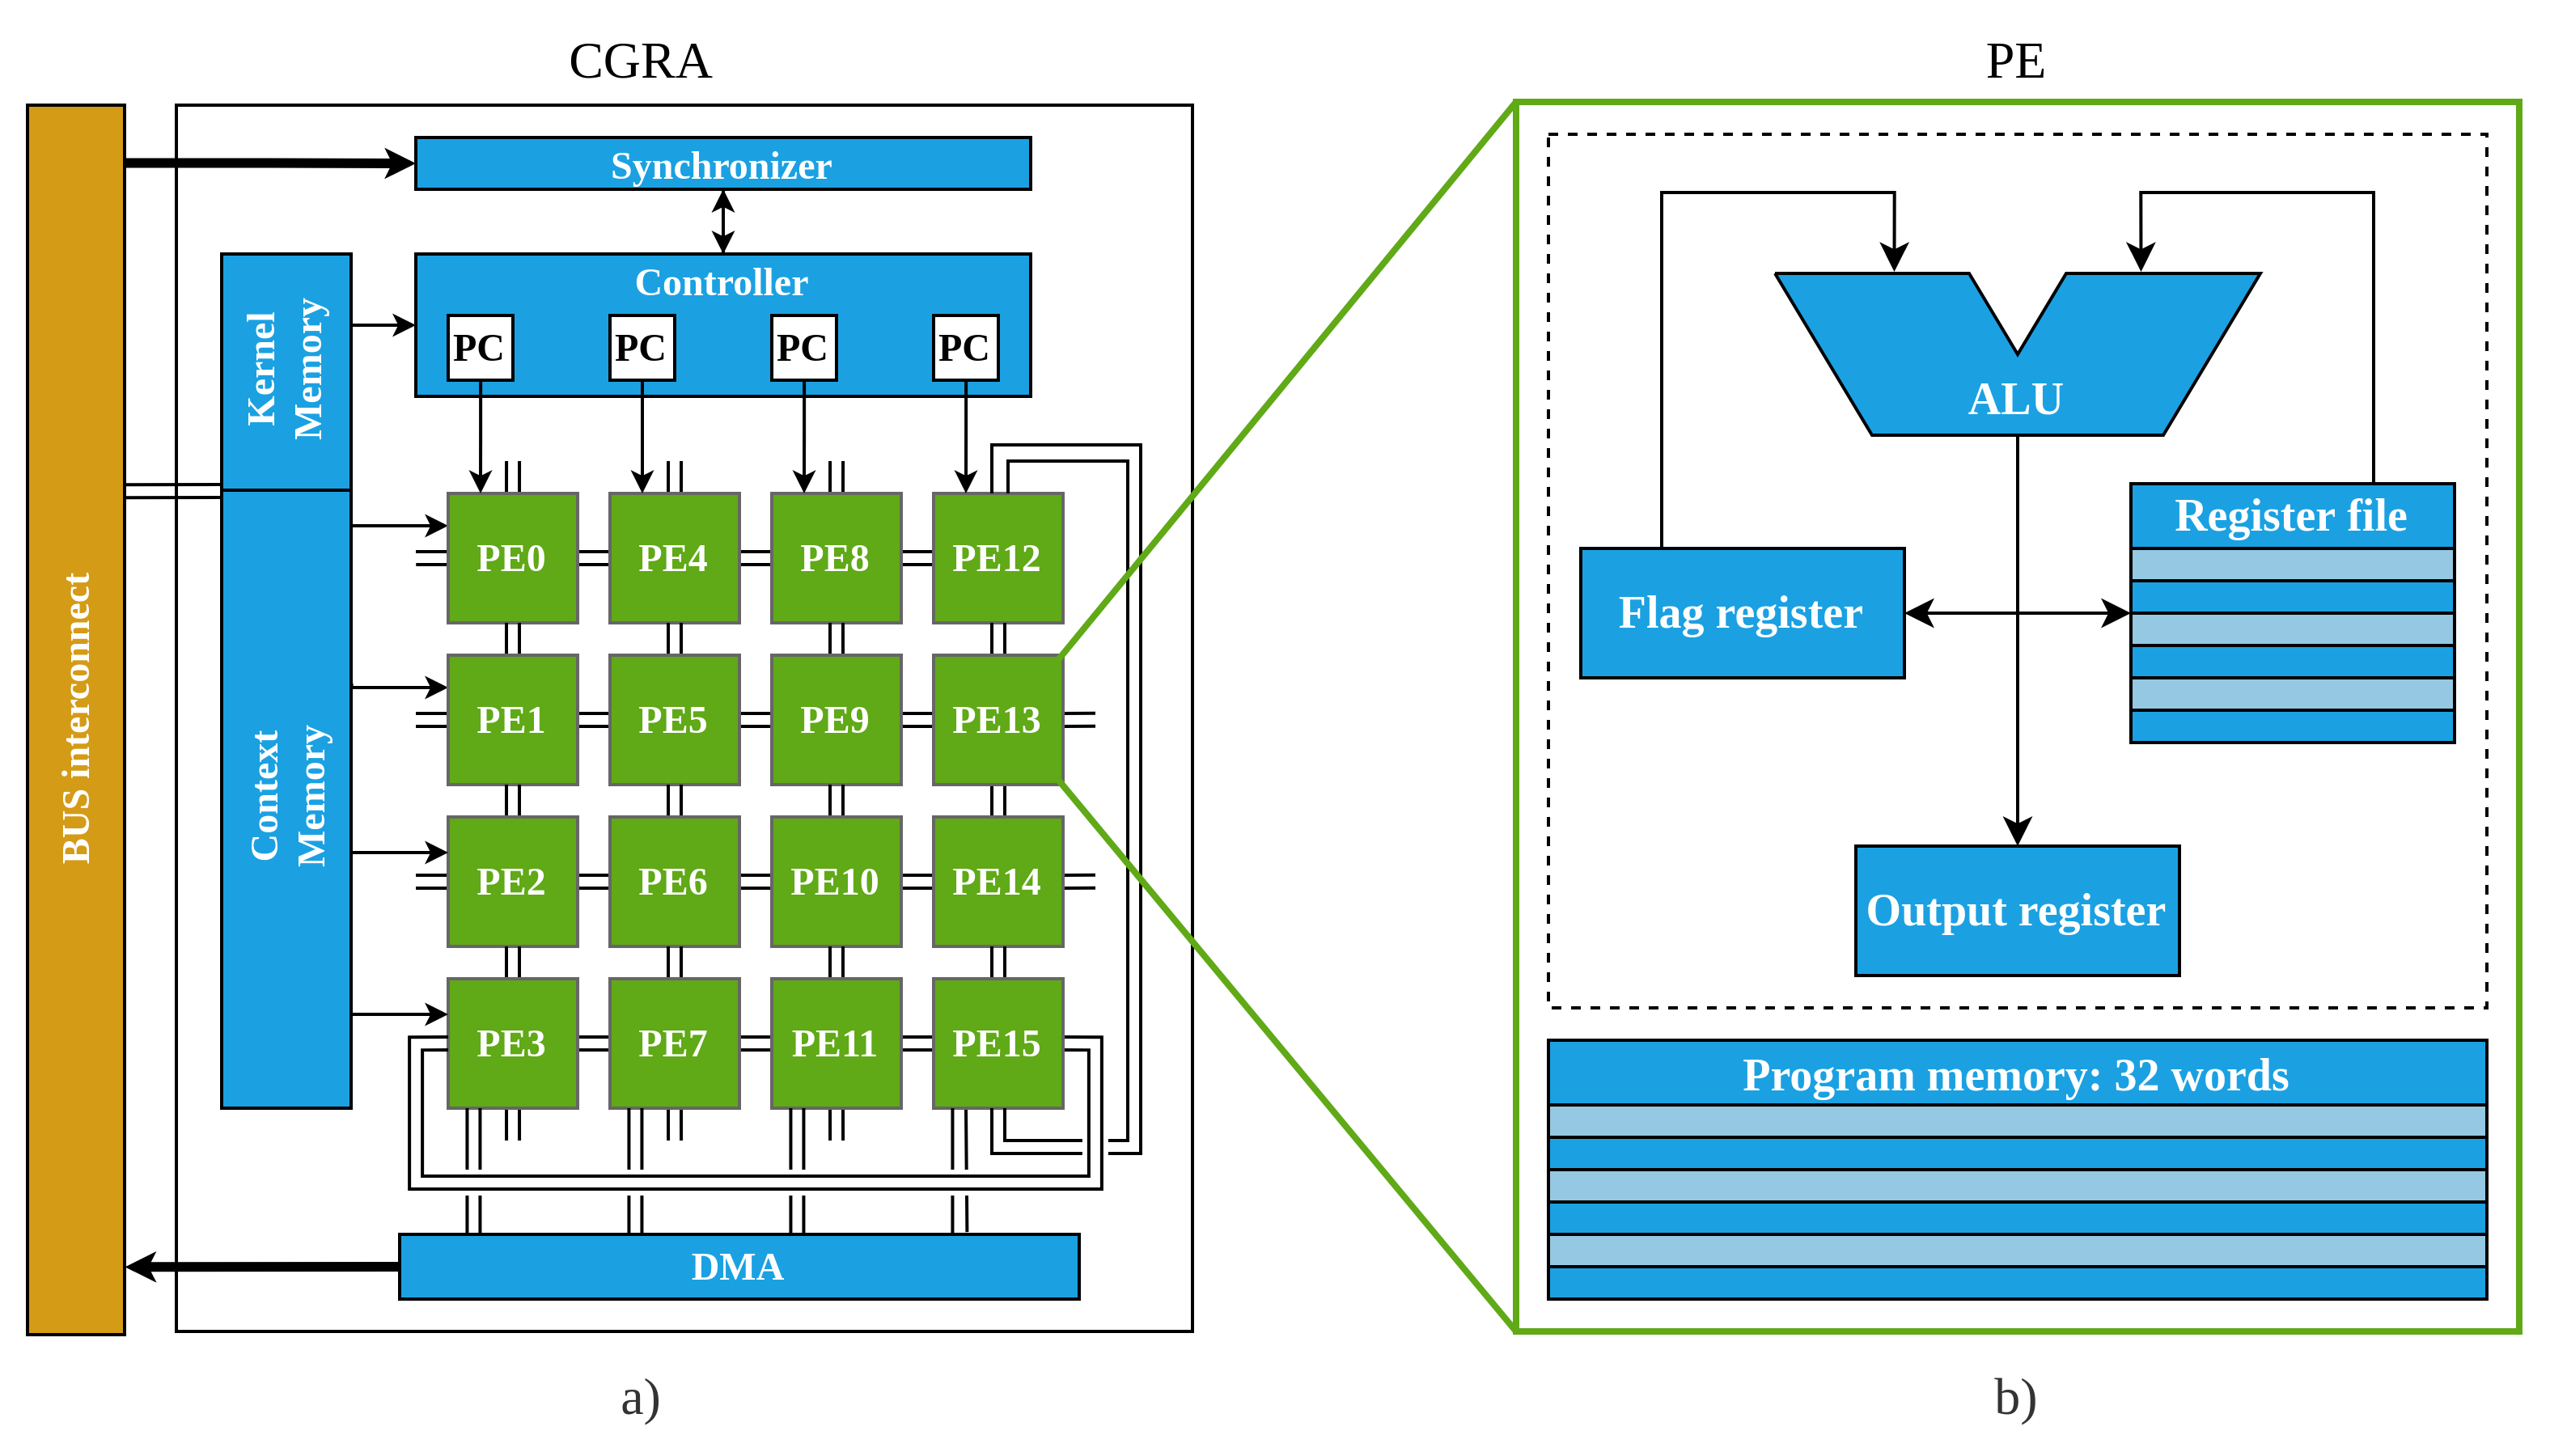 CGRA
PE
BUS interconnect
Synchronizer
Kernel
Memory
Controller
PC PC PC PC
Context
Memory
PE0 PE4 PE8 PE12
PE1 PE5 PE9 PE13
PE2 PE6 PE10 PE14
PE3 PE7 PE11 PE15
DMA
ALU
Register file
Flag register
Output register
Program memory: 32 words
a)
b)